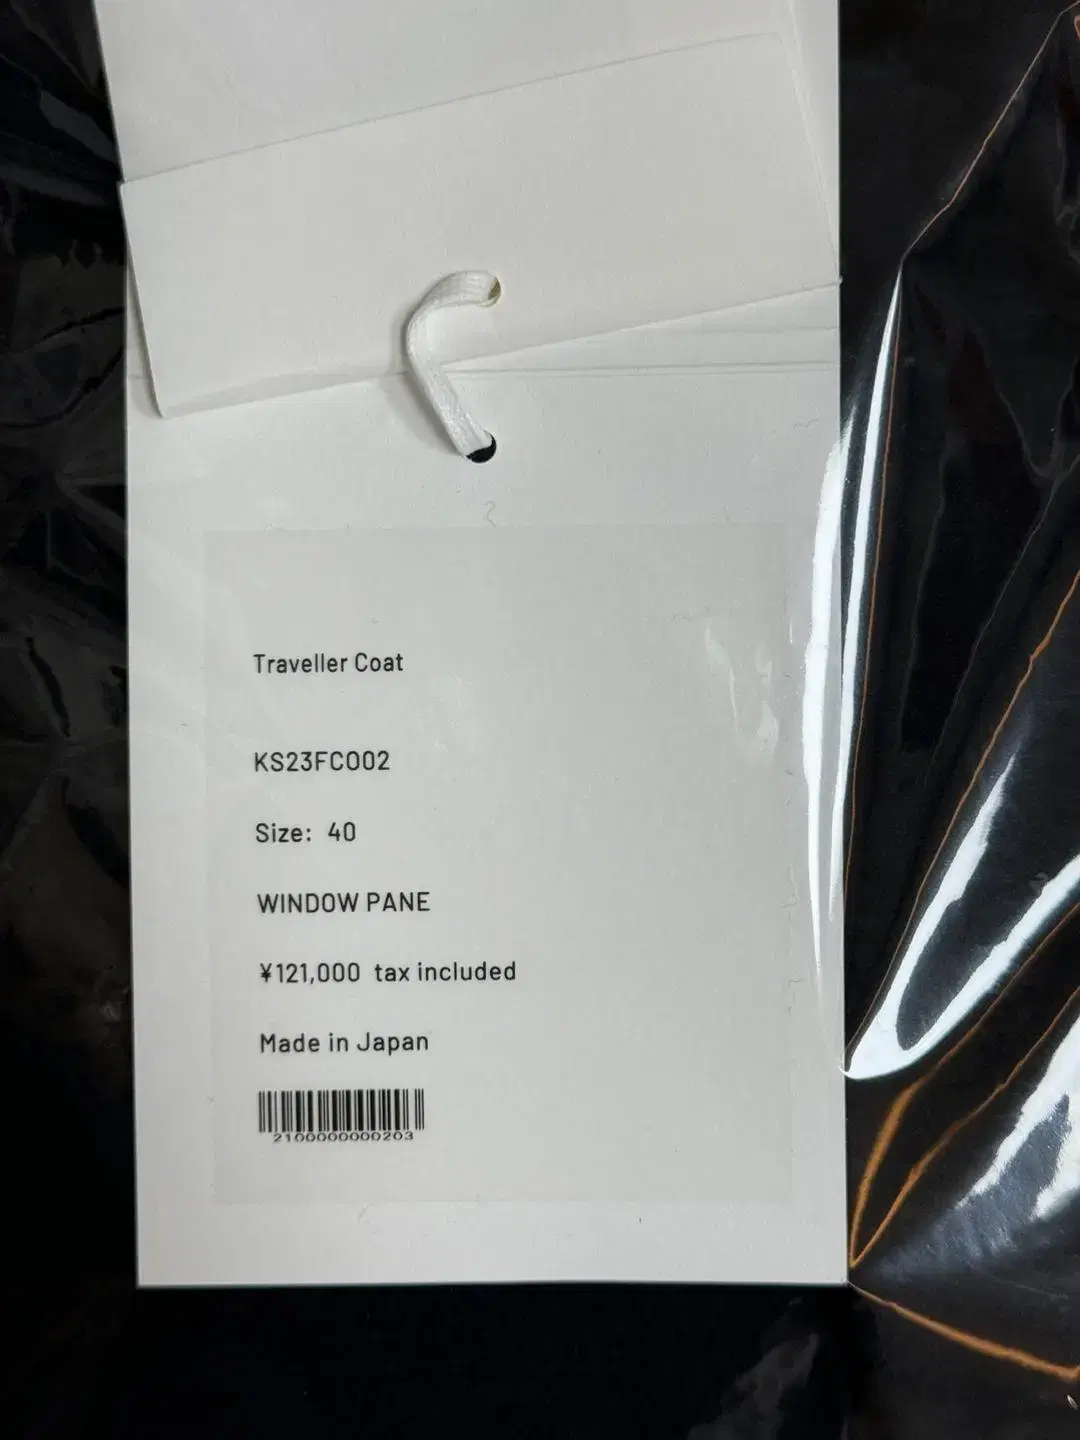 Traveller Coat
KS23FC002
Size: 40
WINDOW PANE
¥121,000 tax included
Made in Japan
2100000000203